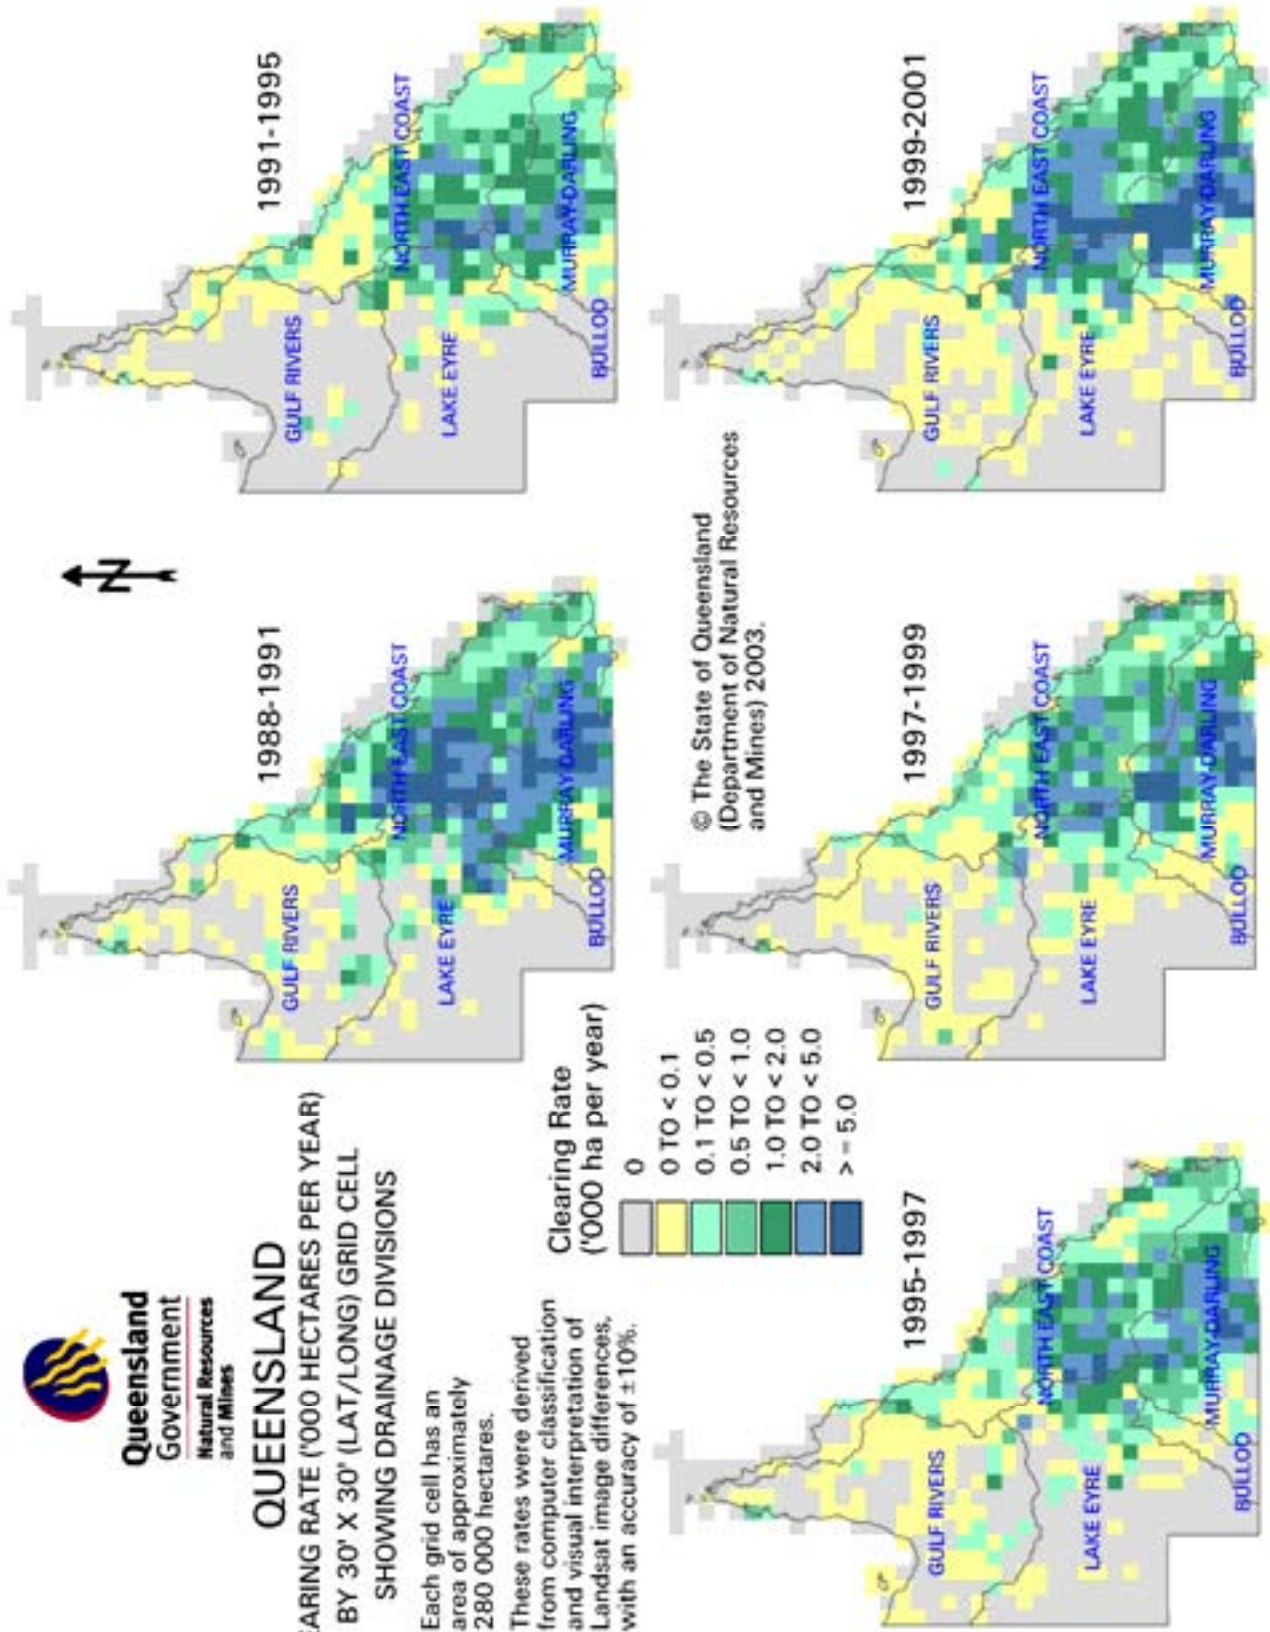 Queensland
Government
Natural Resources
and Mines
QUEENSLAND
EARING RATE ('000 HECTARES PER YEAR)
BY 30' X 30' (LAT/LONG) GRID CELL
SHOWING DRAINAGE DIVISIONS
Each grid cell has an
area of approximately
280 000 hectares.
These rates were derived
from computer classification
and visual interpretation of
Landsat image differences,
with an accuracy of ±10%.
Clearing Rate
('000 ha per year)
0
0 TO < 0.1
0.1 TO < 0.5
0.5 TO < 1.0
1.0 TO < 2.0
2.0 TO < 5.0
> = 5.0
N
1988-1991
GULF RIVERS
NORTH EAST COAST
LAKE EYRE
MURRAY-DARLING
BULLOO
1991-1995
GULF RIVERS
NORTH EAST COAST
LAKE EYRE
MURRAY-DARLING
BULLOO
1995-1997
GULF RIVERS
NORTH EAST COAST
LAKE EYRE
MURRAY-DARLING
BULLOO
1997-1999
GULF RIVERS
NORTH EAST COAST
LAKE EYRE
MURRAY-DARLING
BULLOO
© The State of Queensland
(Department of Natural Resources
and Mines) 2003.
1999-2001
GULF RIVERS
NORTH EAST COAST
LAKE EYRE
MURRAY-DARLING
BULLOO